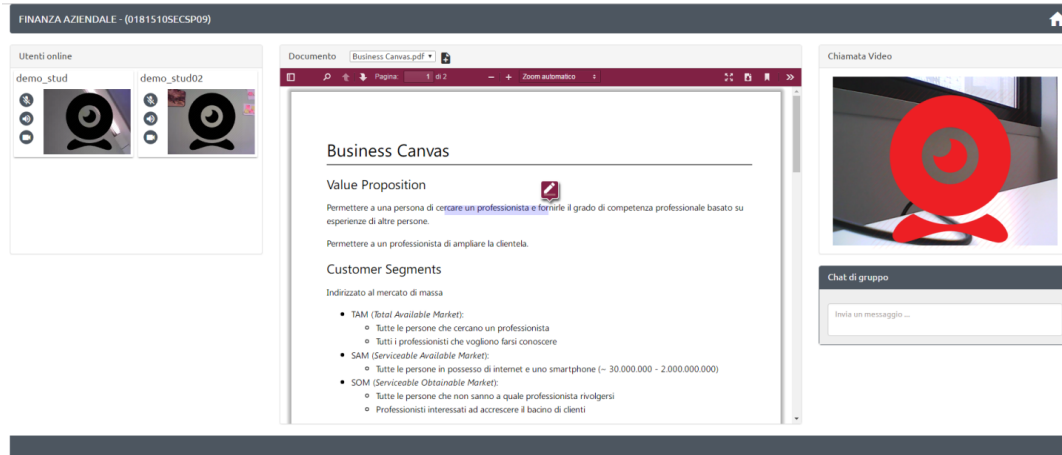 FINANZA AZIENDALE - (0181510SECSP09)
Utenti online
demo_stud
demo_stud02
Documento Business Canvas.pdf
Pagina: 1 di 2 Zoom automatico
Business Canvas
Value Proposition
Permettere a una persona di cercare un professionista e fornirle il grado di competenza professionale basato su
esperienze di altre persone.
Permettere a un professionista di ampliare la clientela.
Customer Segments
Indirizzato al mercato di massa
TAM (Total Available Market):
Tutte le persone che cercano un professionista
Tutti i professionisti che vogliono farsi conoscere
SAM (Serviceable Available Market):
Tutte le persone in possesso di internet e uno smartphone (~ 30.000.000 - 2.000.000.000)
SOM (Serviceable Obtainable Market):
Tutte le persone che non sanno a quale professionista rivolgersi
Professionisti interessati ad accrescere il bacino di clienti
Chiamata Video
Chat di gruppo
Invia un messaggio ...